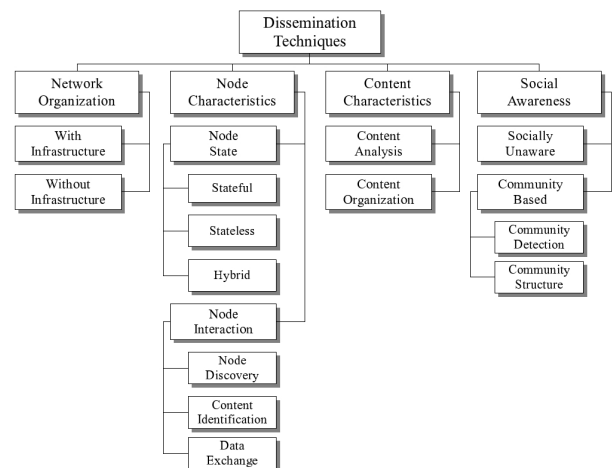 Dissemination
Techniques
Network
Organization
With
Infrastructure
Without
Infrastructure
Node
Characteristics
Node
State
Stateful
Stateless
Hybrid
Node
Interaction
Node
Discovery
Content
Identification
Data
Exchange
Content
Characteristics
Content
Analysis
Content
Organization
Social
Awareness
Socially
Unaware
Community
Based
Community
Detection
Community
Structure